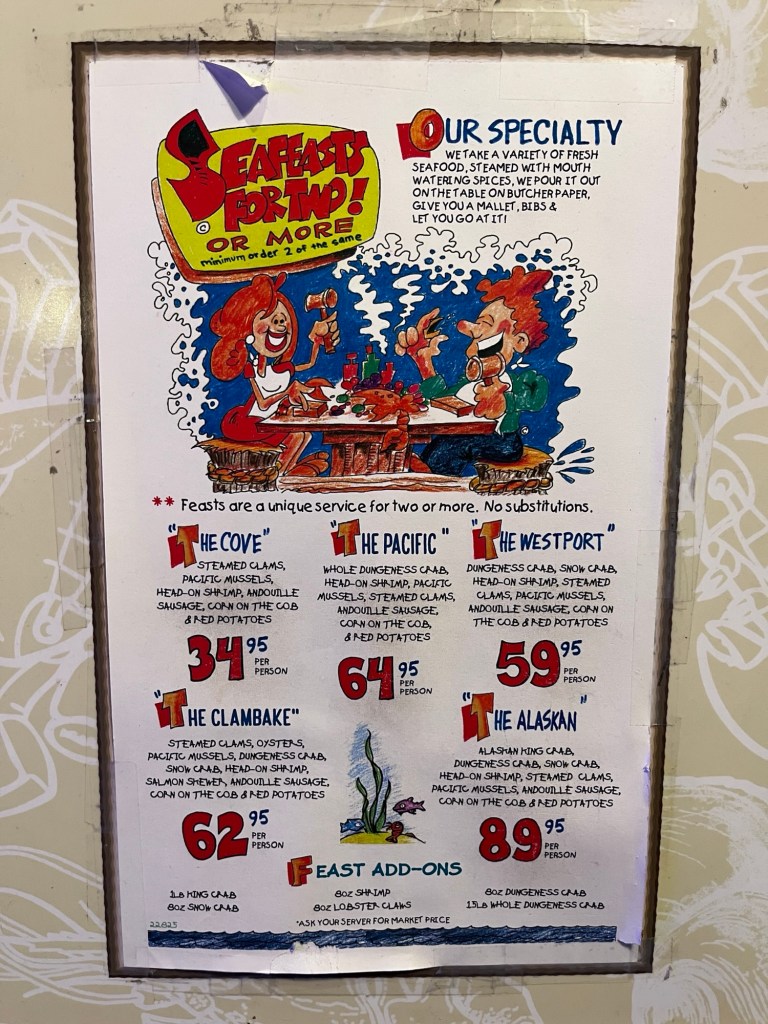 SEAFEASTS
FOR TWO!
© OR MORE
minimum order 2 of the same
OUR SPECIALTY
WE TAKE A VARIETY OF FRESH
SEAFOOD, STEAMED WITH MOUTH
WATERING SPICES, WE POUR IT OUT
ON THE TABLE ON BUTCHER PAPER,
GIVE YOU A MALLET, BIBS &
LET YOU GO AT IT!
** Feasts are a unique service for two or more. No substitutions.
"THE COVE"
STEAMED CLAMS,
PACIFIC MUSSELS,
HEAD-ON SHRIMP, ANDOUILLE
SAUSAGE, CORN ON THE COB
& RED POTATOES
34 95 PER
PERSON
"THE PACIFIC"
WHOLE DUNGENESS CRAB,
HEAD-ON SHRIMP, PACIFIC
MUSSELS, STEAMED CLAMS,
ANDOUILLE SAUSAGE,
CORN ON THE COB,
& RED POTATOES
64 95 PER
PERSON
"THE WESTPORT"
DUNGENESS CRAB, SNOW CRAB,
HEAD-ON SHRIMP, STEAMED
CLAMS, PACIFIC MUSSELS,
ANDOUILLE SAUSAGE, CORN ON
THE COB & RED POTATOES
59 95 PER
PERSON
"THE CLAMBAKE"
STEAMED CLAMS, OYSTERS,
PACIFIC MUSSELS, DUNGENESS CRAB,
SNOW CRAB, HEAD-ON SHRIMP,
SALMON SKEWER, ANDOUILLE SAUSAGE,
CORN ON THE COB & RED POTATOES
62 95 PER
PERSON
"THE ALASKAN"
ALASKAN KING CRAB,
DUNGENESS CRAB, SNOW CRAB,
HEAD-ON SHRIMP, STEAMED CLAMS,
PACIFIC MUSSELS, ANDOUILLE SAUSAGE,
CORN ON THE COB & RED POTATOES
89 95 PER
PERSON
FEAST ADD-ONS
1LB KING CRAB
8OZ SNOW CRAB
8OZ SHRIMP
8OZ LOBSTER CLAWS
8OZ DUNGENESS CRAB
1.5LB WHOLE DUNGENESS CRAB
*ASK YOUR SERVER FOR MARKET PRICE